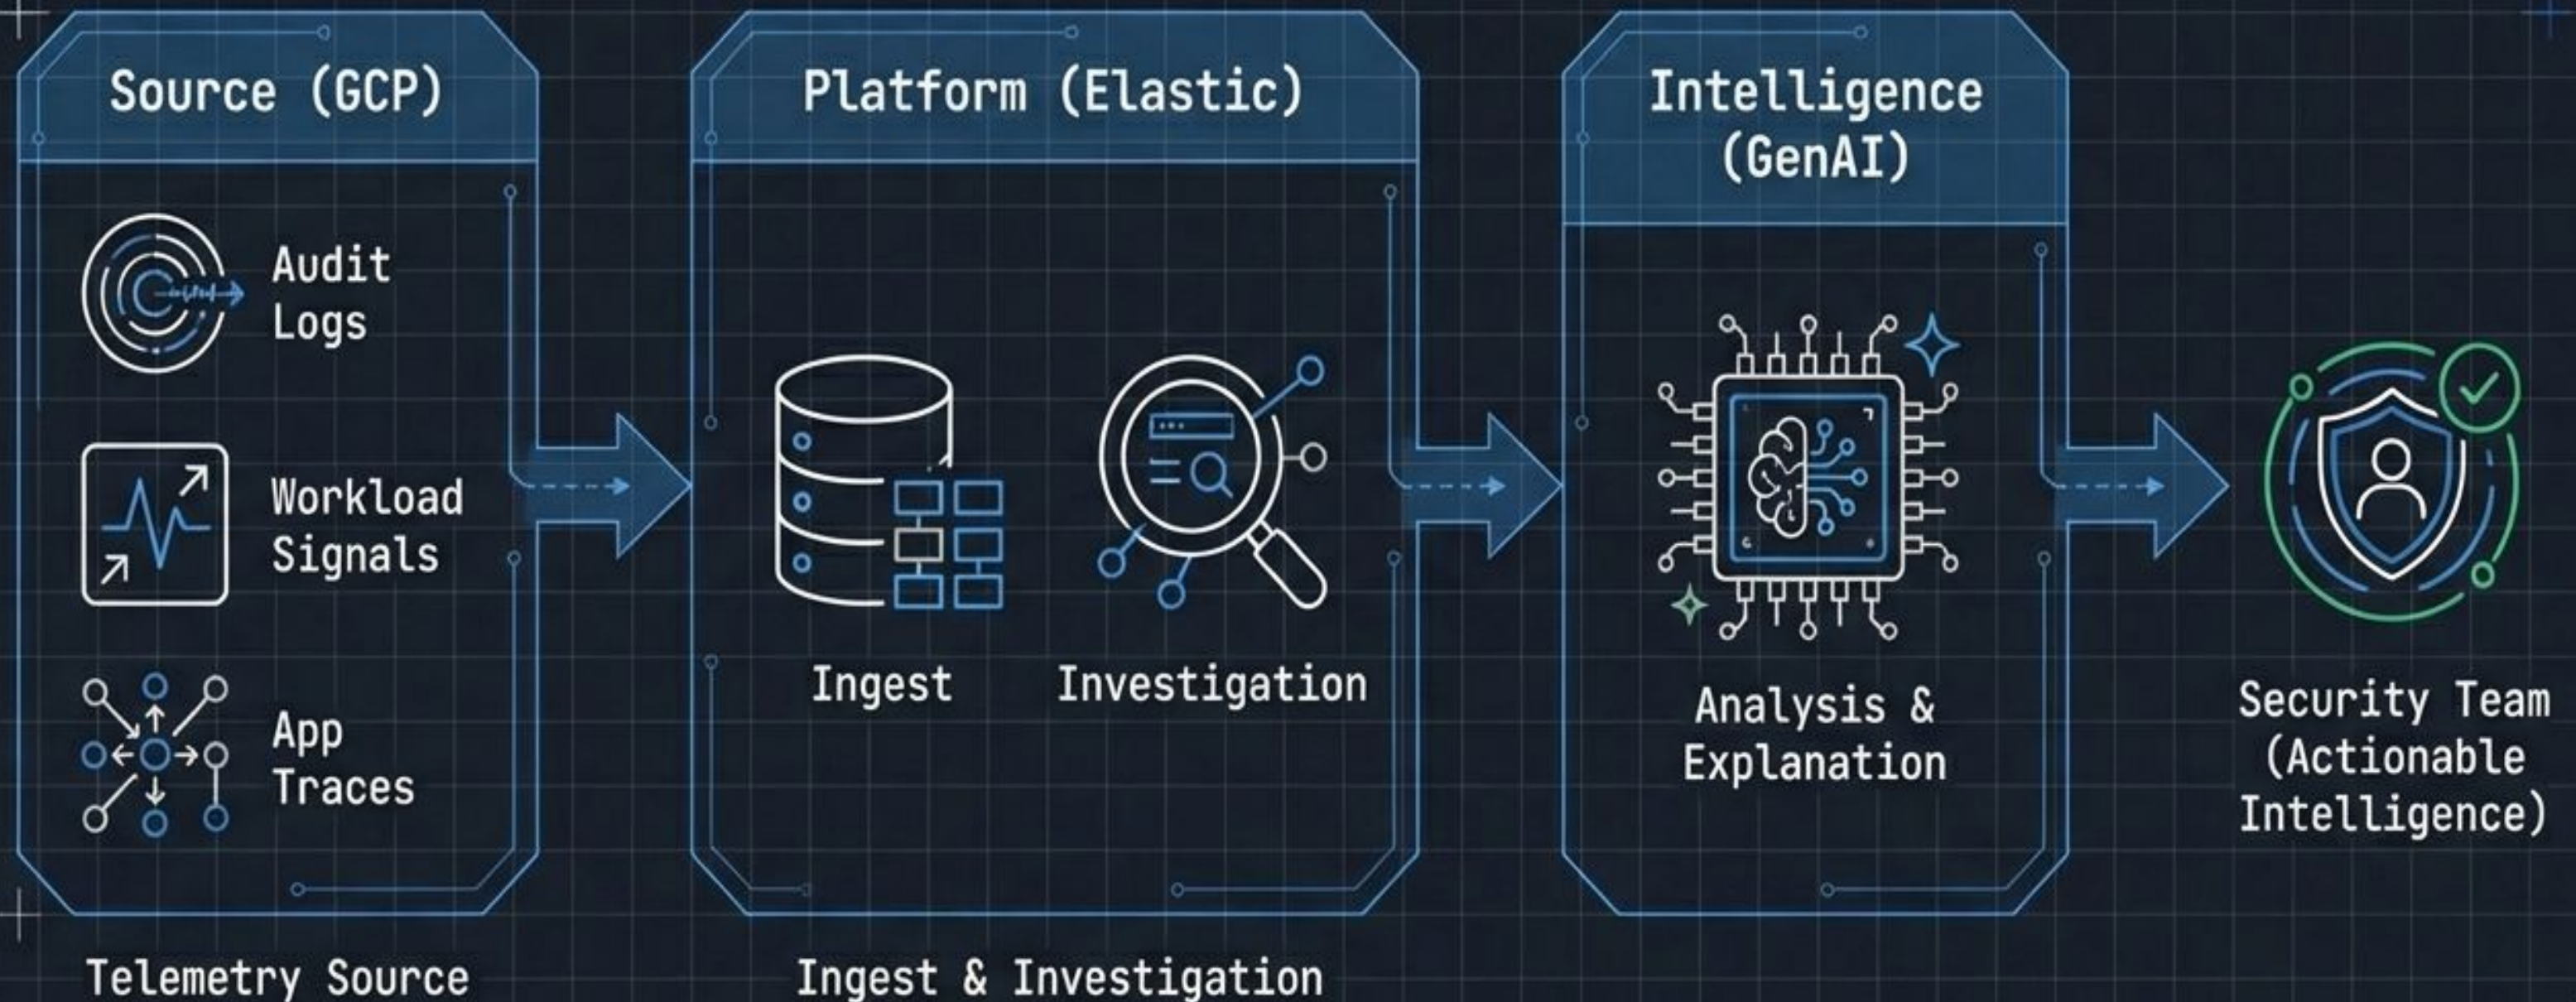 Source (GCP)
Audit
Logs
Workload
Signals
App
Traces
Telemetry Source
Platform (Elastic)
Ingest
Investigation
Ingest & Investigation
Intelligence
(GenAI)
Analysis &
Explanation
Security Team
(Actionable
Intelligence)